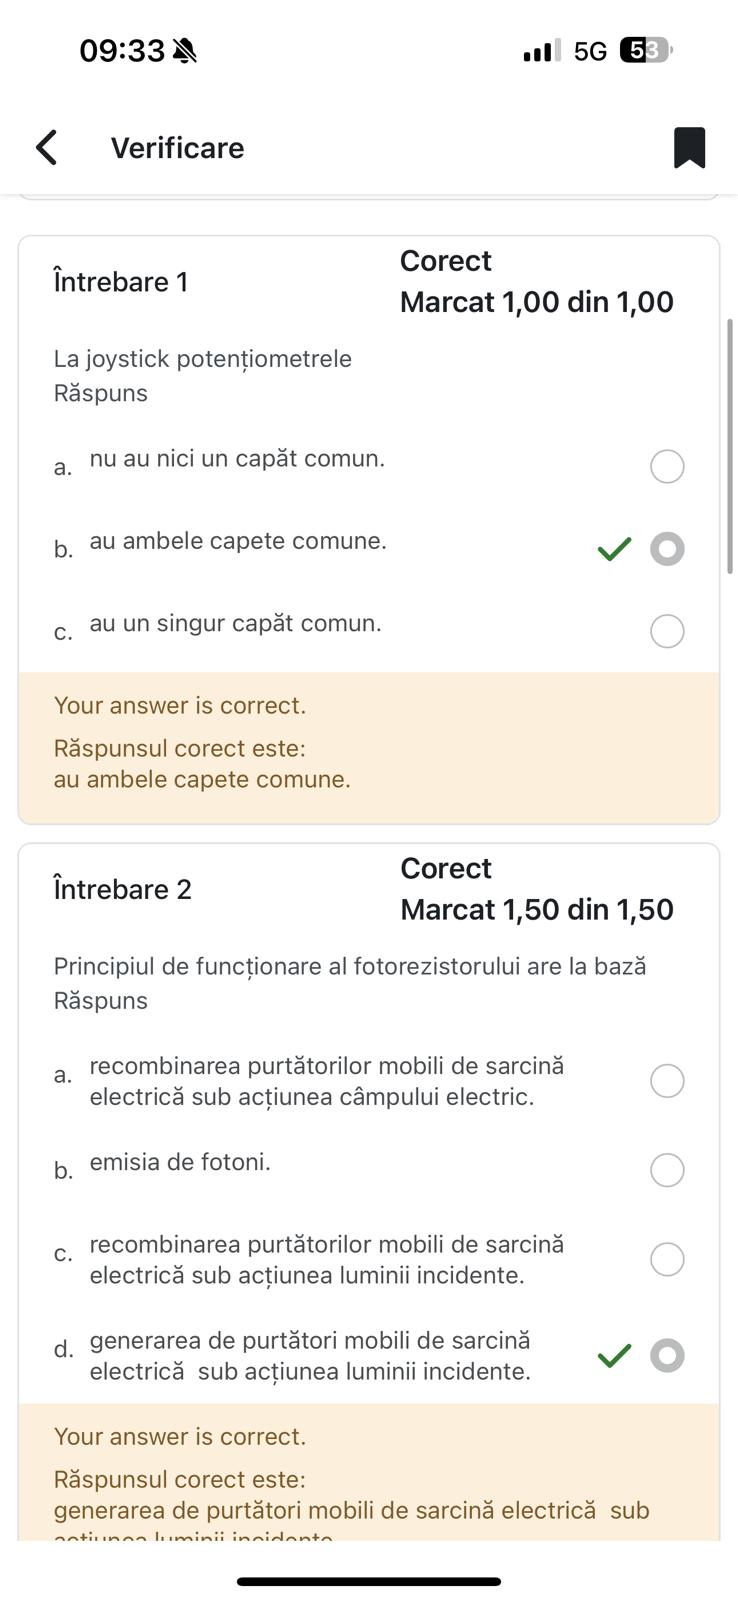 09:33
5G
53
Verificare
Întrebare 1
Corect
Marcat 1,00 din 1,00
La joystick potențiometrele
Răspuns
a. nu au nici un capăt comun.
b. au ambele capete comune.
c. au un singur capăt comun.
Your answer is correct.
Răspunsul corect este:
au ambele capete comune.
Întrebare 2
Corect
Marcat 1,50 din 1,50
Principiul de funcționare al fotorezistorului are la bază
Răspuns
a. recombinarea purtătorilor mobili de sarcină
electrică sub acțiunea câmpului electric.
b. emisia de fotoni.
c. recombinarea purtătorilor mobili de sarcină
electrică sub acțiunea luminii incidente.
d. generarea de purtători mobili de sarcină
electrică  sub acțiunea luminii incidente.
Your answer is correct.
Răspunsul corect este:
generarea de purtători mobili de sarcină electrică  sub
acțiunea luminii incidente.